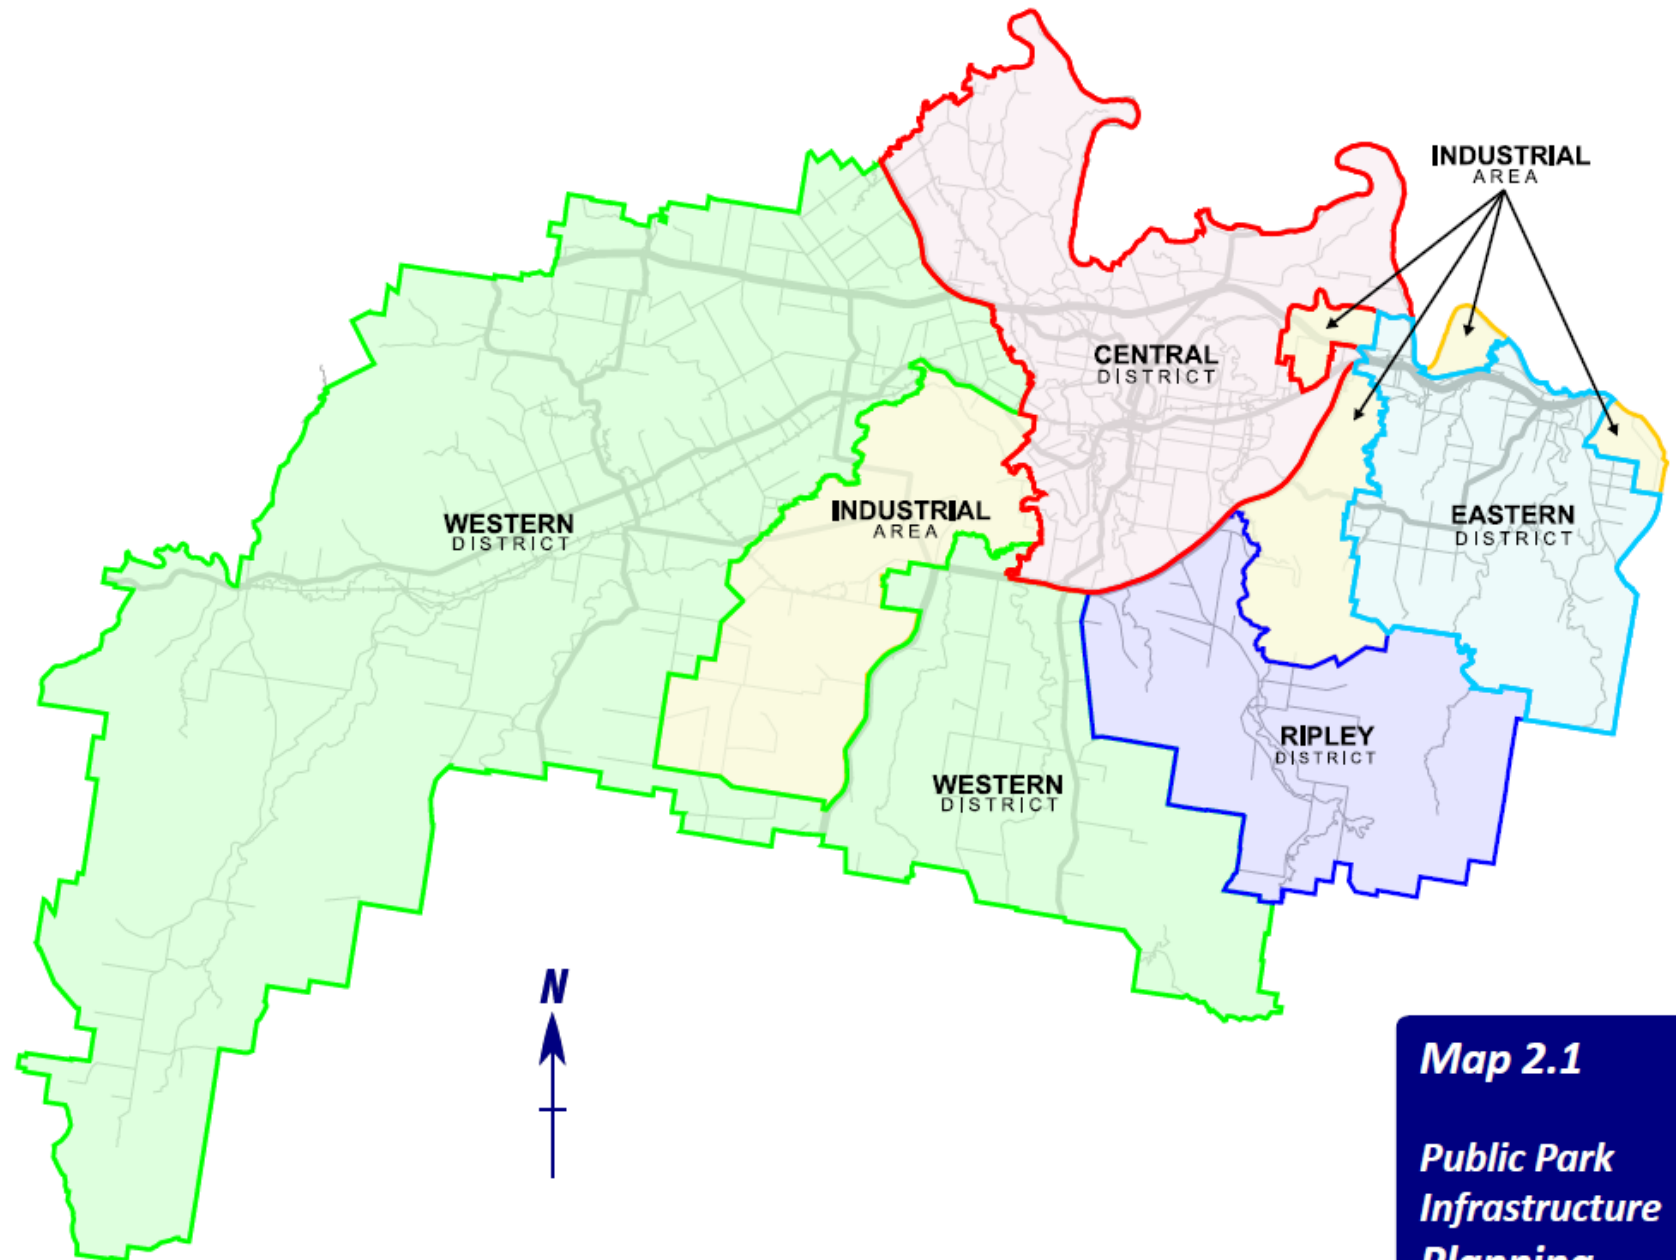 INDUSTRIAL
AREA
CENTRAL
DISTRICT
WESTERN
DISTRICT
INDUSTRIAL
AREA
EASTERN
DISTRICT
RIPLEY
DISTRICT
WESTERN
DISTRICT
N
Map 2.1
Public Park
Infrastructure
Planning